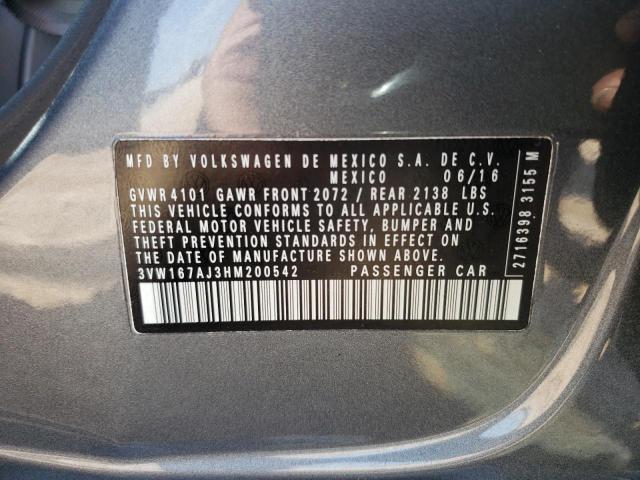 MFD BY VOLKSWAGEN DE MEXICO S.A. DE C.V.
MEXICO 06/16
GVWR 4101 GAWR FRONT 2072 / REAR 2138 LBS
THIS VEHICLE CONFORMS TO ALL APPLICABLE U.S.
FEDERAL MOTOR VEHICLE SAFETY, BUMPER AND
THEFT PREVENTION STANDARDS IN EFFECT ON
THE DATE OF MANUFACTURE SHOWN ABOVE.
3VW167AJ3HM200542 PASSENGER CAR
2716398 3155 M